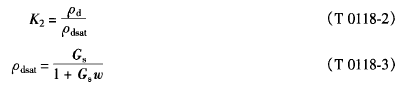 K₂ = ρd / ρdsat (T 0118-2)
ρdsat = Gs / (1 + Gs w) (T 0118-3)